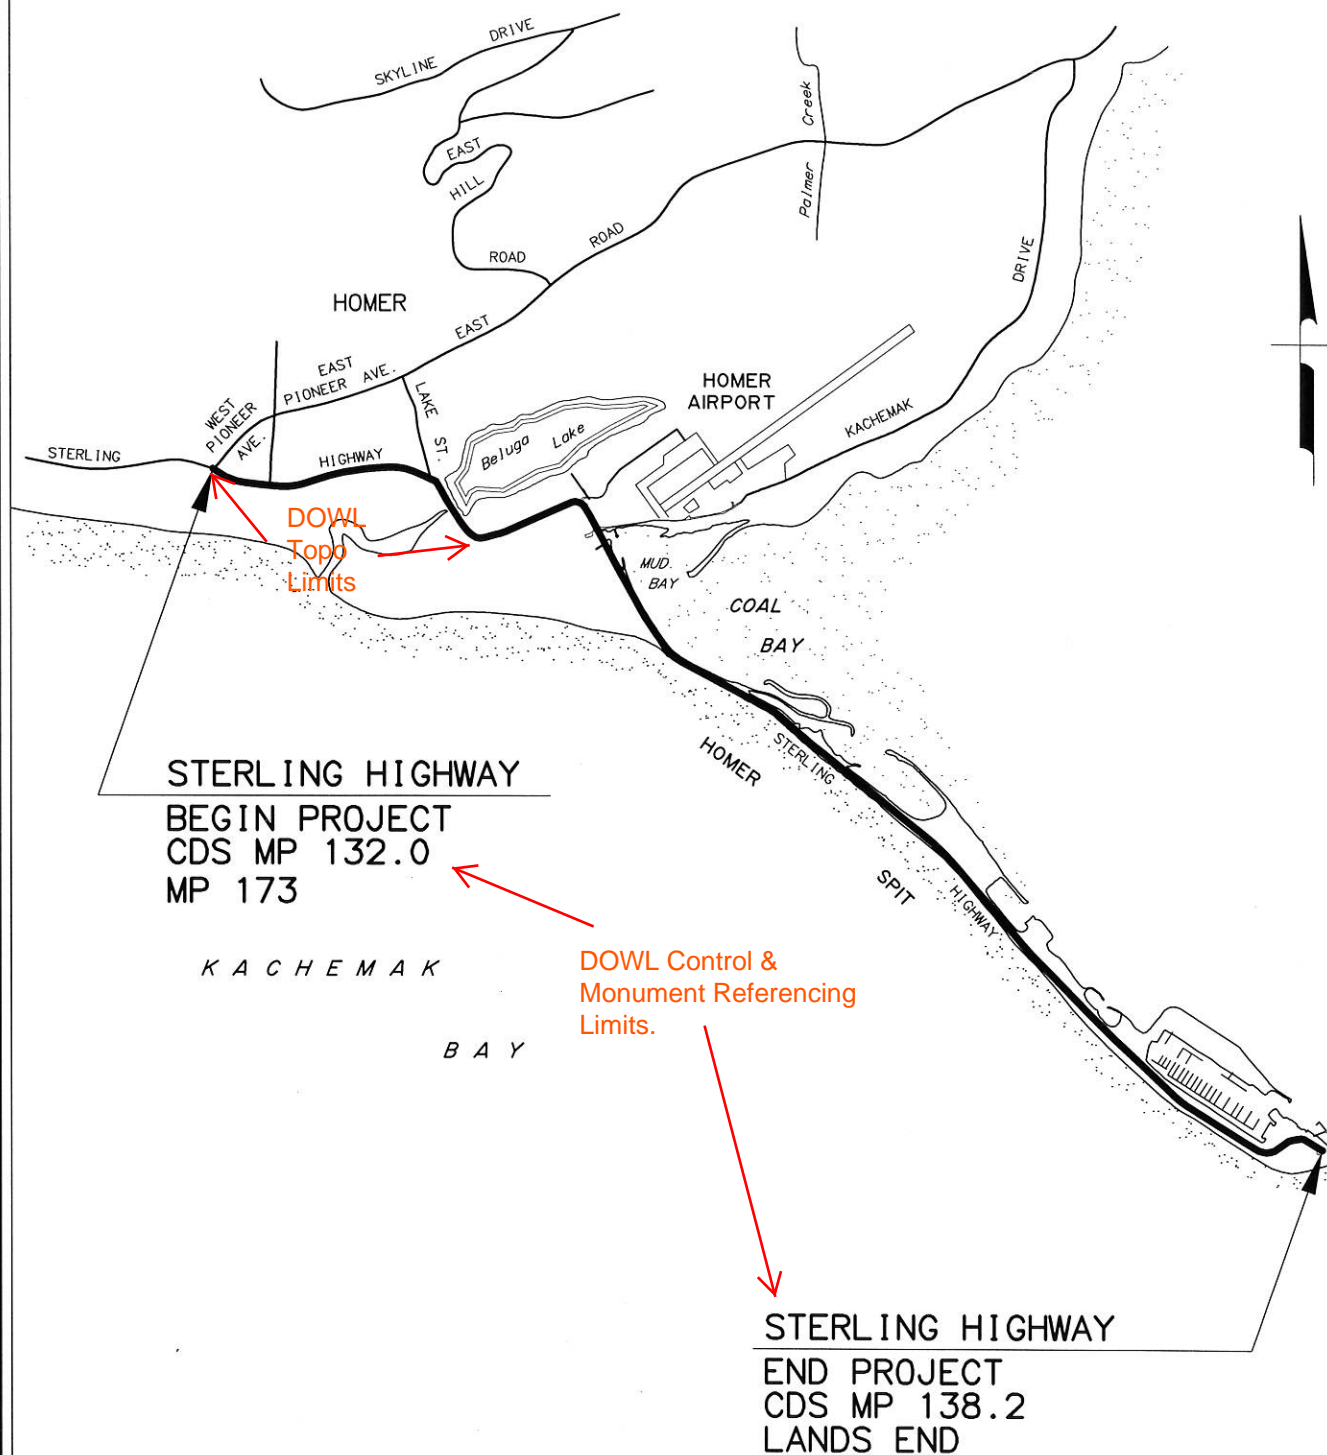 SKYLINE DRIVE
EAST
HILL
ROAD
Palmer Creek
ROAD
DRIVE
HOMER
EAST
EAST
PIONEER AVE.
WEST
PIONEER
AVE.
LAKE ST.
HOMER
AIRPORT
Beluga Lake
KACHEMAK
STERLING
HIGHWAY
DOWL
Topo
Limits
MUD
BAY
COAL
BAY
HOMER
STERLING
SPIT
HIGHWAY
STERLING HIGHWAY
BEGIN PROJECT
CDS MP 132.0
MP 173
KACHEMAK
BAY
DOWL Control &
Monument Referencing
Limits.
STERLING HIGHWAY
END PROJECT
CDS MP 138.2
LANDS END